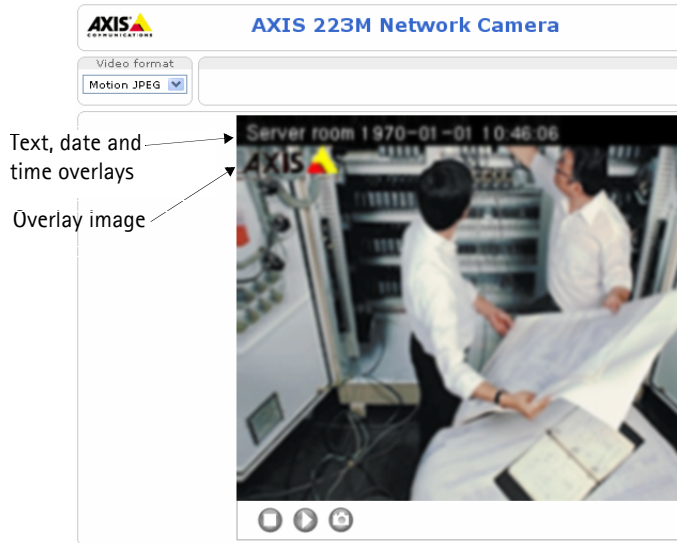 AXIS
COMMUNICATIONS
AXIS 223M Network Camera
Video format
Motion JPEG
Text, date and
time overlays
Server room 1970-01-01 10:46:06
AXIS
Overlay image